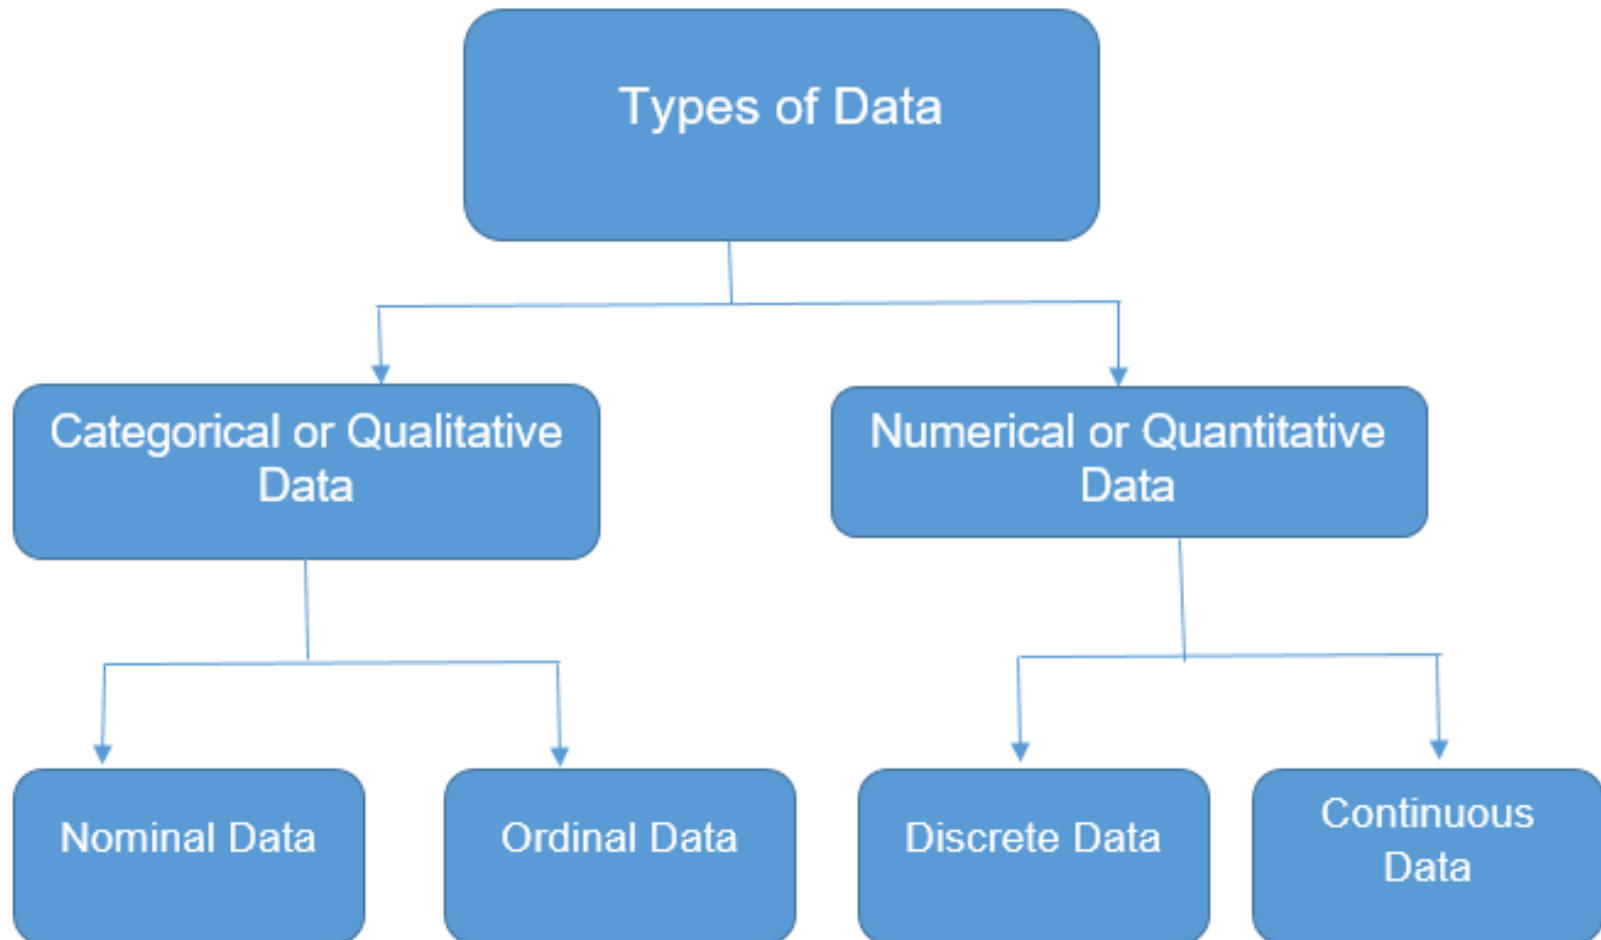 Types of Data
Categorical or Qualitative
Data
Numerical or Quantitative
Data
Nominal Data
Ordinal Data
Discrete Data
Continuous
Data